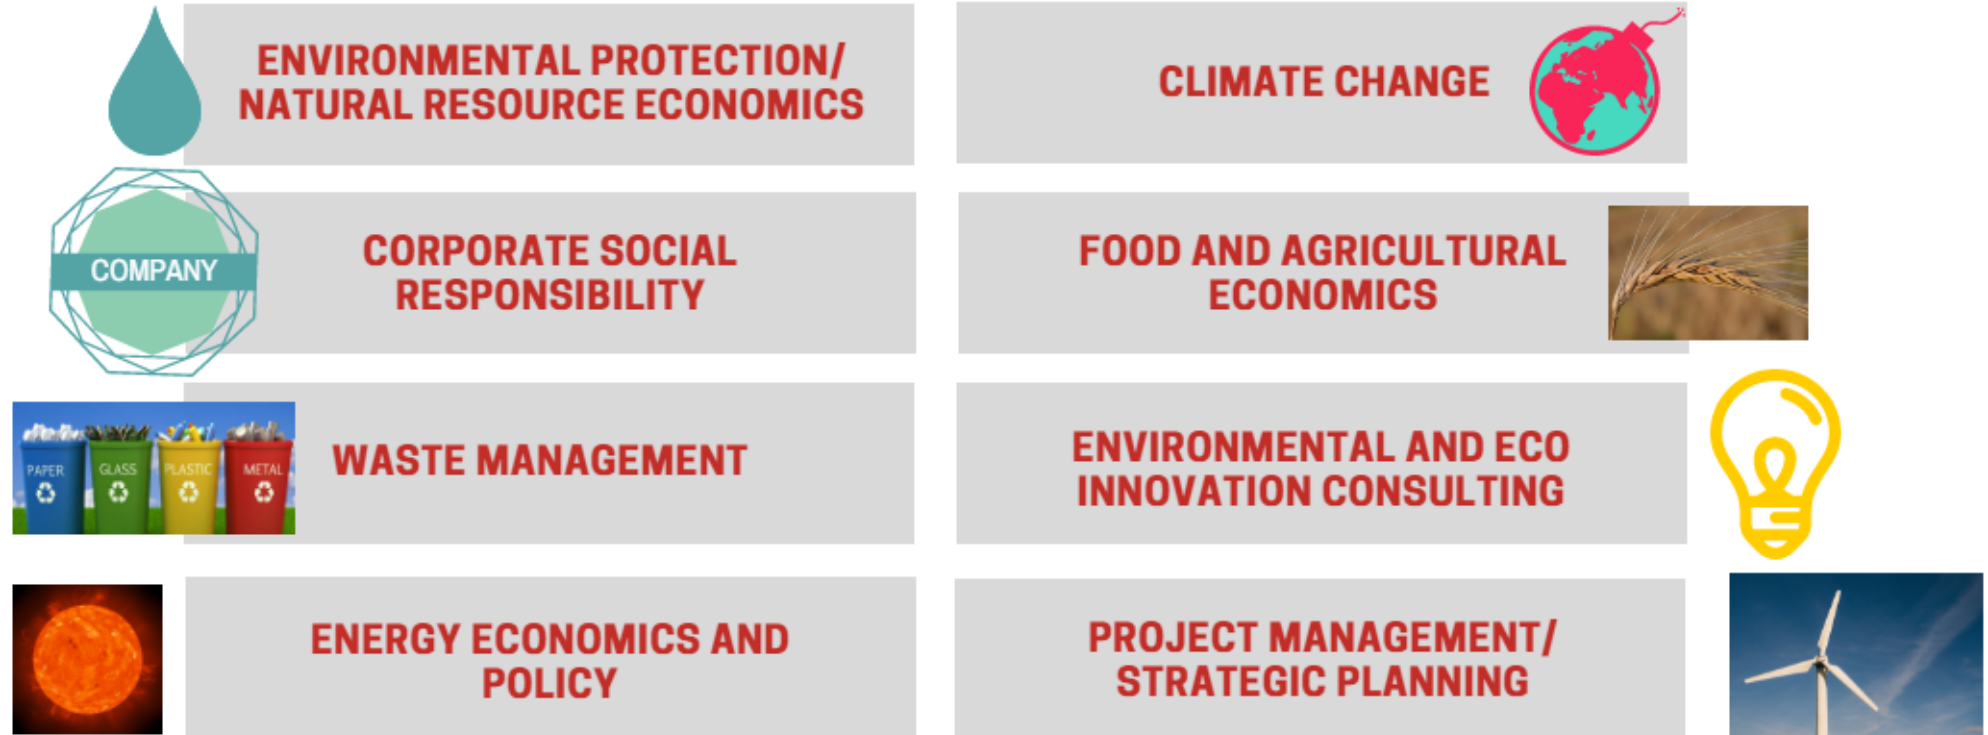 ENVIRONMENTAL PROTECTION/
NATURAL RESOURCE ECONOMICS
CLIMATE CHANGE
COMPANY
CORPORATE SOCIAL
RESPONSIBILITY
FOOD AND AGRICULTURAL
ECONOMICS
PAPER
GLASS
PLASTIC
METAL
WASTE MANAGEMENT
ENVIRONMENTAL AND ECO
INNOVATION CONSULTING
ENERGY ECONOMICS AND
POLICY
PROJECT MANAGEMENT/
STRATEGIC PLANNING